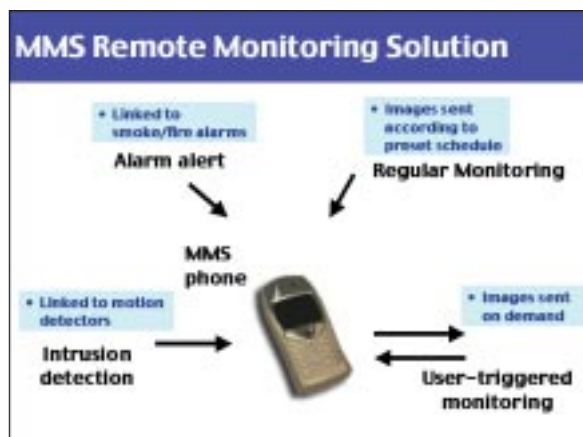 MMS Remote Monitoring Solution
• Linked to
smoke/fire alarms
Alarm alert
• Images sent
according to
preset schedule
Regular Monitoring
MMS
phone
• Linked to motion
detectors
Intrusion
detection
• Images sent
on demand
User-triggered
monitoring